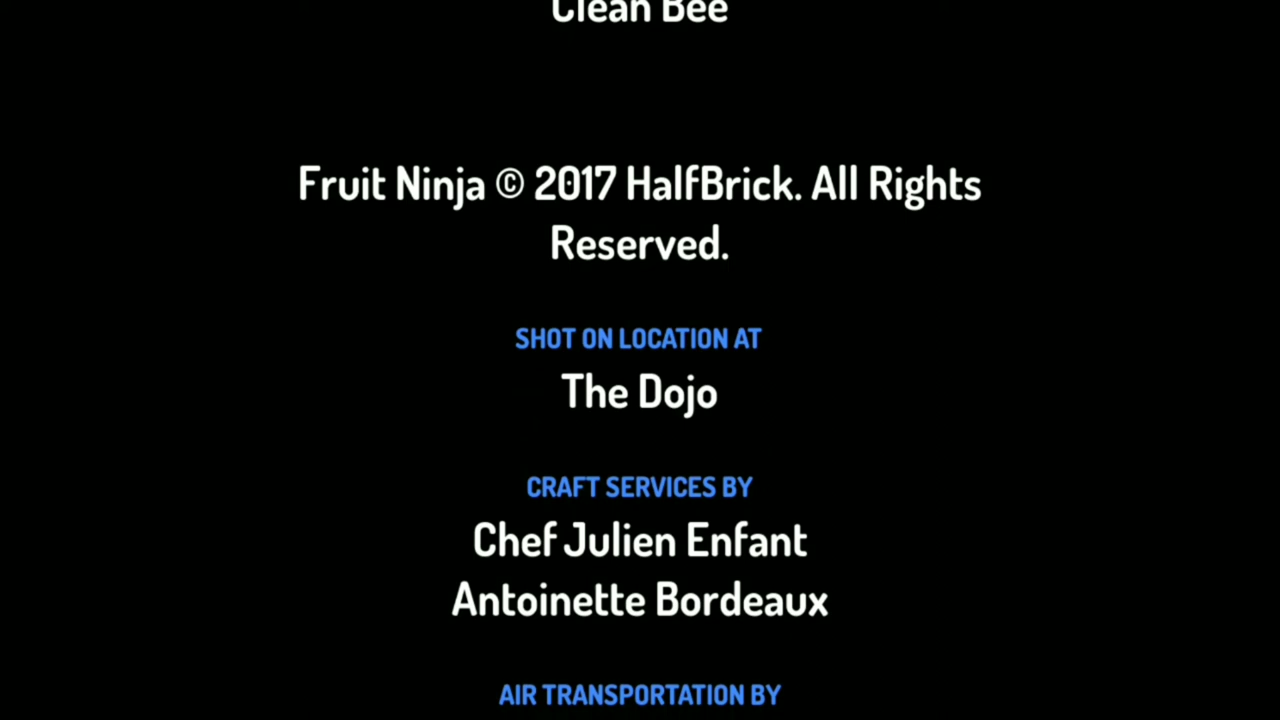 Clean Bee
Fruit Ninja © 2017 HalfBrick. All Rights
Reserved.
SHOT ON LOCATION AT
The Dojo
CRAFT SERVICES BY
Chef Julien Enfant
Antoinette Bordeaux
AIR TRANSPORTATION BY